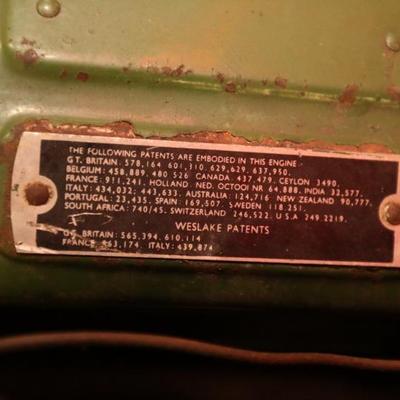 THE FOLLOWING PATENTS ARE EMBODIED IN THIS ENGINE
GT. BRITAIN: 578,164 601,310. 629,629, 637,950.
BELGIUM: 458,889, 480 526 CANADA. 437,479, CEYLON 3490.
FRANCE: 911,241, HOLLAND. NED. OCTOOI NR 64,888. INDIA 32,577.
ITALY: 434,032; 443,633, AUSTRALIA: 124,716 NEW ZEALAND 90,777.
PORTUGAL: 23,435. SPAIN: 169,507. SWEDEN 118.251.
SOUTH AFRICA: 740/45. SWITZERLAND 246,522. U.S.A 249 2219.
WESLAKE PATENTS
GT. BRITAIN: 565,394. 610,114
FRANCE. 963,174. ITALY: 439,874